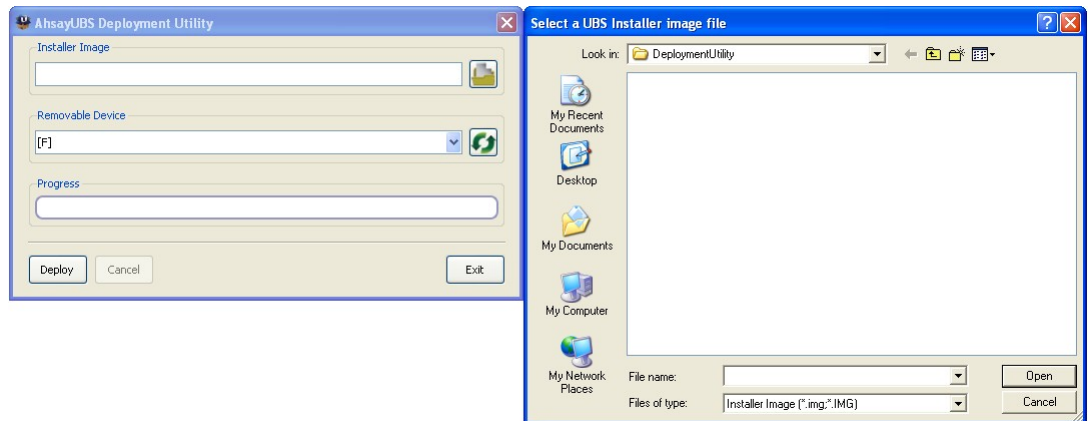 AhsayUBS Deployment Utility
Installer Image
Removable Device
[F]
Progress
Deploy
Cancel
Exit
Select a UBS Installer image file
Look in:
DeploymentUtility
My Recent
Documents
Desktop
My Documents
My Computer
My Network
Places
File name:
Open
Files of type:
Installer Image (*.img;*.IMG)
Cancel